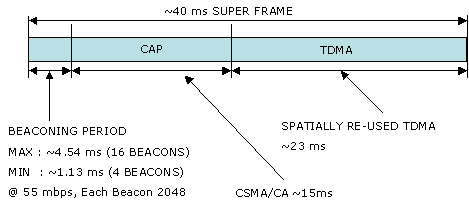 ~40 ms SUPER FRAME
CAP
TDMA
BEACONING PERIOD
MAX : ~4.54 ms (16 BEACONS)
MIN : ~1.13 ms (4 BEACONS)
@ 55 mbps, Each Beacon 2048
SPATIALLY RE-USED TDMA
~23 ms
CSMA/CA ~15ms